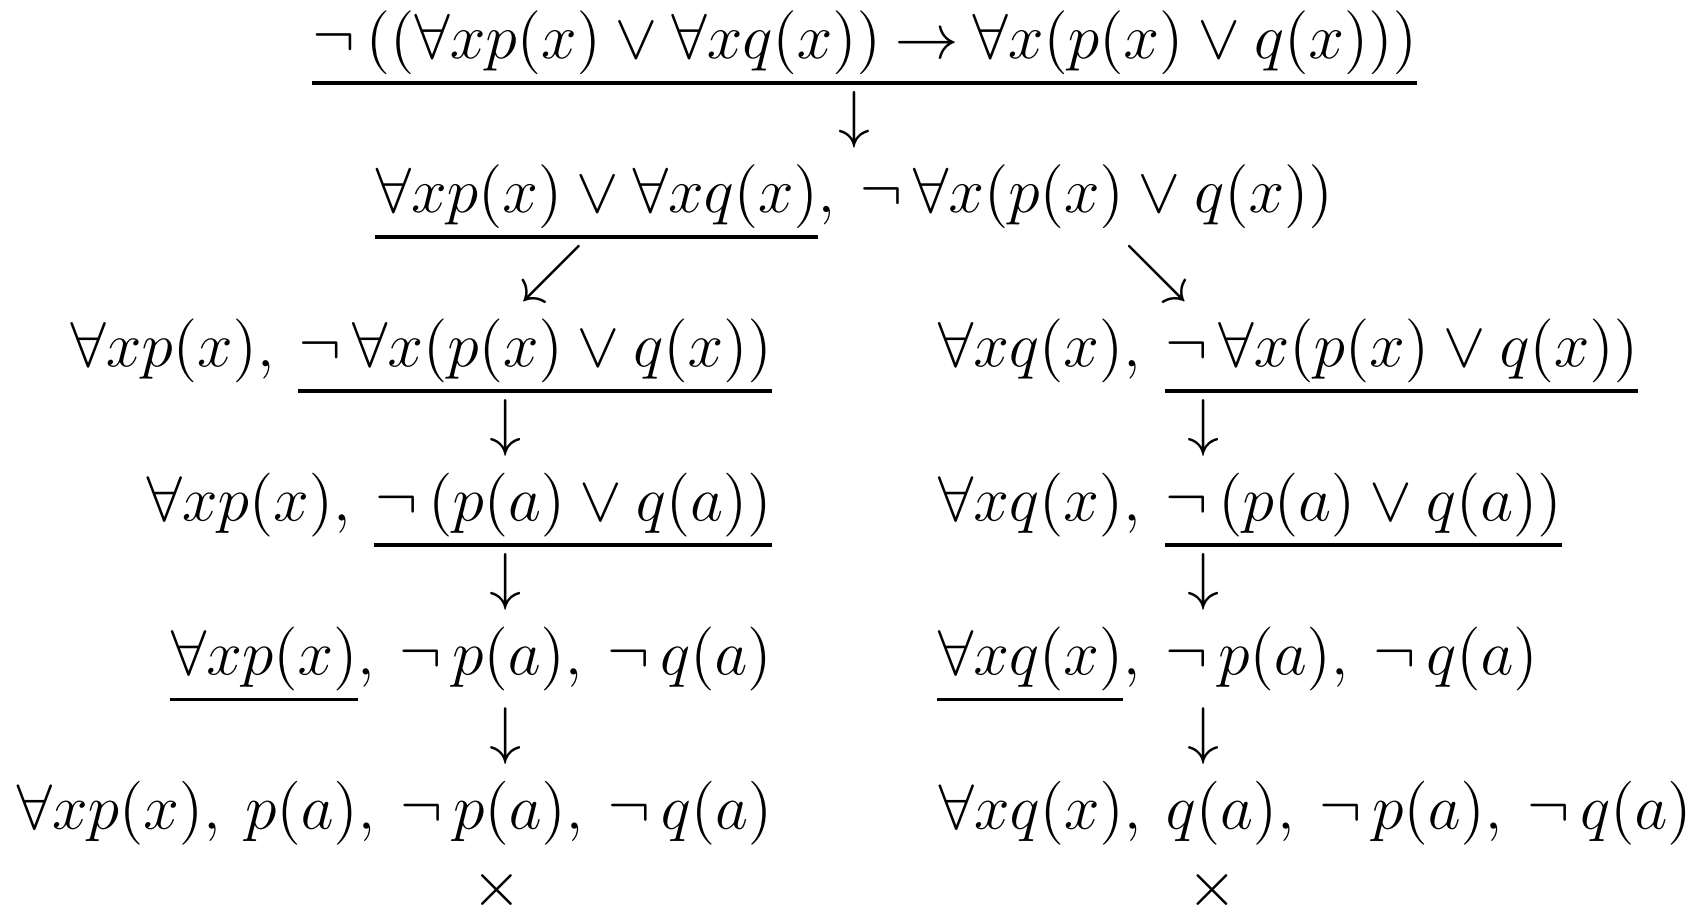 ¬ ((∀xp(x) ∨ ∀xq(x)) → ∀x(p(x) ∨ q(x)))
↓
∀xp(x) ∨ ∀xq(x), ¬ ∀x(p(x) ∨ q(x))
↙ ↘
∀xp(x), ¬ ∀x(p(x) ∨ q(x)) ∀xq(x), ¬ ∀x(p(x) ∨ q(x))
↓ ↓
∀xp(x), ¬ (p(a) ∨ q(a)) ∀xq(x), ¬ (p(a) ∨ q(a))
↓ ↓
∀xp(x), ¬ p(a), ¬ q(a) ∀xq(x), ¬ p(a), ¬ q(a)
↓ ↓
∀xp(x), p(a), ¬ p(a), ¬ q(a) ∀xq(x), q(a), ¬ p(a), ¬ q(a)
× ×